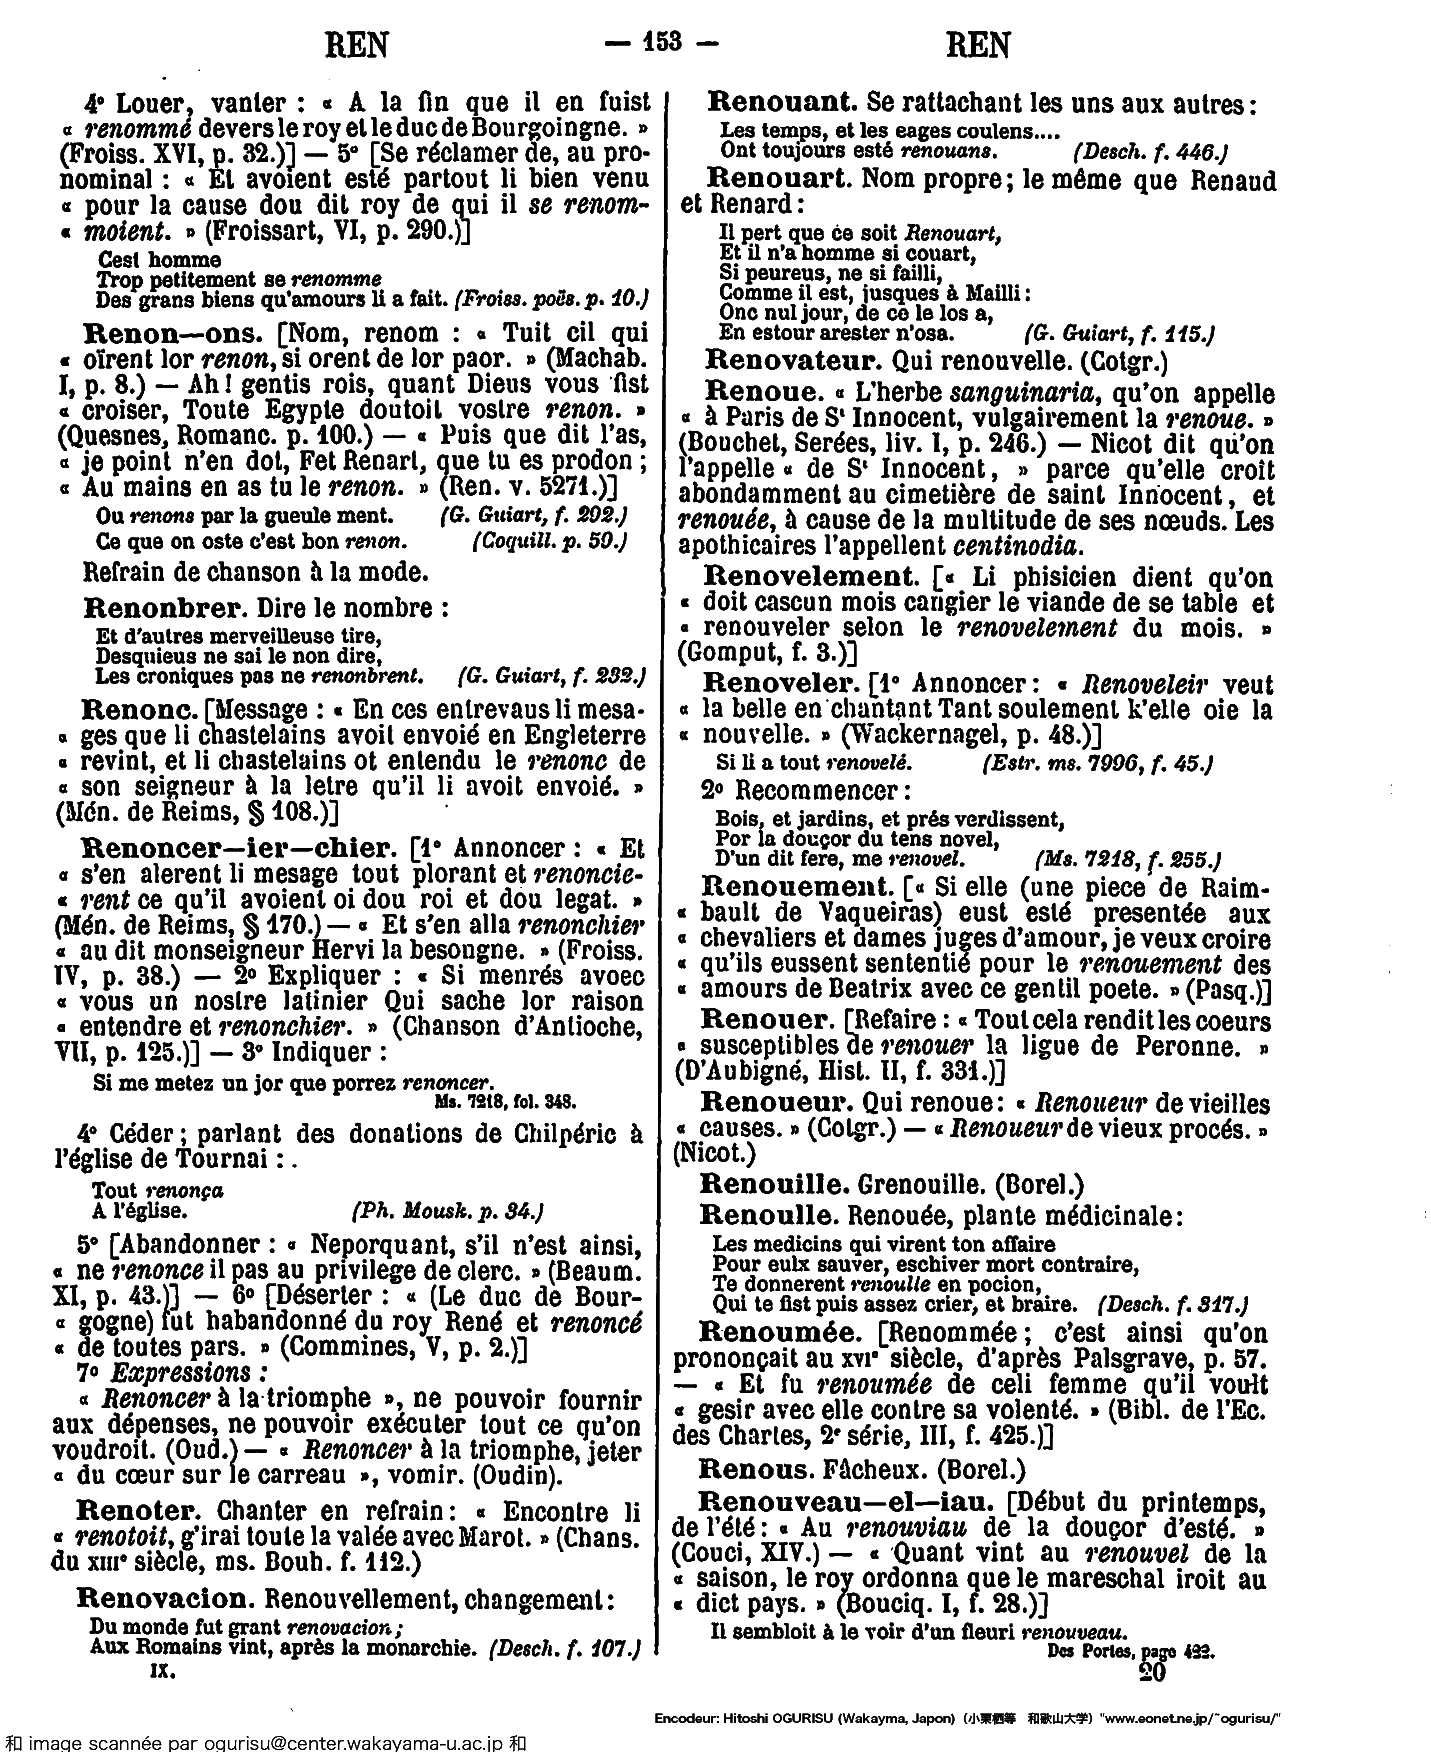 REN — 153 — REN
4° Louer, vanter : « A la fin que il en fuist
« renommé devers le roy et le duc de Bourgoingne. »
(Froiss. XVI, p. 32.)] — 5° [Se réclamer de, au pro-
nominal : « Et avoient esté partout li bien venu
« pour la cause dou dit roy de qui il se renom-
« moient. » (Froissart, VI, p. 290.)]
Cest homme
Trop petitement se renomme
Des grans biens qu'amours li a fait. (Froiss. poës. p. 10.)
Renon—ons. [Nom, renom : « Tuit cil qui
« oïrent lor renon, si orent de lor paor. » (Machab.
I, p. 8.) — Ah ! gentis rois, quant Dieus vous fist
« croiser, Toute Egypte doutoit vostre renon. »
(Quesnes, Romanc. p. 100.) — « Puis que dit l'as,
« je point n'en dot, Fet Renart, que tu es prodon ;
« Au mains en as tu le renon. » (Ren. v. 5271.)]
Ou renons par la gueule ment. (G. Guiart, f. 202.)
Ce que on oste c'est bon renon. (Coquill. p. 50.)
Refrain de chanson à la mode.
Renonbrer. Dire le nombre :
Et d'autres merveilleuse tire,
Desquieus ne sai le non dire,
Les croniques pas ne renonbrent. (G. Guiart, f. 232.)
Renonc. [Message : « En ces entrevaus li mesa-
« ges que li chastelains avoit envoié en Engleterre
« revint, et li chastelains ot entendu le renonc de
« son seigneur à la letre qu'il li avoit envoié. »
(Mén. de Reims, § 108.)]
Renoncer—ier—chier. [1° Annoncer : « Et
« s'en alerent li mesage tout plorant et renoncie-
« rent ce qu'il avoient oi dou roi et dou legat. »
(Mén. de Reims, § 170.) — « Et s'en alla renonchier
« au dit monseigneur Hervi la besongne. » (Froiss.
IV, p. 38.) — 2° Expliquer : « Si menrés avoec
« vous un nostre latinier Qui sache lor raison
« entendre et renonchier. » (Chanson d'Antioche,
VII, p. 125.)] — 3° Indiquer :
Si me metez un jor que porrez renoncer.
Ms. 7218, fol. 348.
4° Céder ; parlant des donations de Chilpéric à
l'église de Tournai : .
Tout renonça
A l'église. (Ph. Mousk. p. 34.)
5° [Abandonner : « Neporquant, s'il n'est ainsi,
« ne renonce il pas au privilege de clerc. » (Beaum.
XI, p. 43.)] — 6° [Déserter : « (Le duc de Bour-
« gogne) fut habandonné du roy René et renoncé
« de toutes pars. » (Commines, V, p. 2.)]
7° Expressions :
« Renoncer à la triomphe », ne pouvoir fournir
aux dépenses, ne pouvoir exécuter tout ce qu'on
voudroit. (Oud.) — « Renoncer à la triomphe, jeter
« du cœur sur le carreau », vomir. (Oudin).
Renoter. Chanter en refrain : « Encontre li
« renotoit, g'irai toute la valée avec Marot. » (Chans.
du XIIIe siècle, ms. Bouh. f. 112.)
Renovacion. Renouvellement, changement :
Du monde fut grant renovacion ;
Aux Romains vint, après la monarchie. (Desch. f. 107.)
IX.
Renouant. Se rattachant les uns aux autres :
Les temps, et les eages coulens....
Ont toujours esté renouans. (Desch. f. 446.)
Renouart. Nom propre ; le même que Renaud
et Renard :
Il pert que ce soit Renouart,
Et il n'a homme si couart,
Si peureus, ne si failli,
Comme il est, jusques à Mailli :
Onc nul jour, de ce le los a,
En estour arester n'osa. (G. Guiart, f. 115.)
Renovateur. Qui renouvelle. (Cotgr.)
Renoue. « L'herbe sanguinaria, qu'on appelle
« à Paris de St Innocent, vulgairement la renoue. »
(Bouchet, Serées, liv. I, p. 246.) — Nicot dit qu'on
l'appelle « de St Innocent, » parce qu'elle croit
abondamment au cimetière de saint Innocent, et
renouée, à cause de la multitude de ses nœuds. Les
apothicaires l'appellent centinodia.
Renovelement. [« Li phisicien dient qu'on
« doit cascun mois cangier le viande de se table et
« renouveler selon le renovelement du mois. »
(Gomput, f. 3.)]
Renoveler. [1° Annoncer : « Renoveleir veut
« la belle en chantant Tant soulement k'elle oie la
« nouvelle. » (Wackernagel, p. 48.)]
Si li a tout renovelé. (Estr. ms. 7996, f. 45.)
2° Recommencer :
Bois, et jardins, et prés verdissent,
Por la douçor du tens novel,
D'un dit fere, me renovel. (Ms. 7218, f. 255.)
Renouement. [« Si elle (une piece de Raim-
« bault de Vaqueiras) eust esté presentée aux
« chevaliers et dames juges d'amour, je veux croire
« qu'ils eussent sententié pour le renouement des
« amours de Beatrix avec ce gentil poete. » (Pasq.)]
Renouer. [Refaire : « Tout cela rendit les coeurs
« susceptibles de renouer la ligue de Peronne. »
(D'Aubigné, Hist. II, f. 331.)]
Renoueur. Qui renoue : « Renoueur de vieilles
« causes. » (Cotgr.) — « Renoueur de vieux procés. »
(Nicot.)
Renouille. Grenouille. (Borel.)
Renoulle. Renouée, plante médicinale :
Les medicins qui virent ton affaire
Pour eulx sauver, eschiver mort contraire,
Te donnerent renoulle en pocion,
Qui te fist puis assez crier, et braire. (Desch. f. 317.)
Renoumée. [Renommée ; c'est ainsi qu'on
prononçait au XVIe siècle, d'après Palsgrave, p. 57.
— « Et fu renoumée de celi femme qu'il voult
« gesir avec elle contre sa volenté. » (Bibl. de l'Ec.
des Chartes, 2e série, III, f. 425.)]
Renous. Fâcheux. (Borel.)
Renouveau—el—iau. [Début du printemps,
de l'été : « Au renouviau de la douçor d'esté. »
(Couci, XIV.) — « Quant vint au renouvel de la
« saison, le roy ordonna que le mareschal iroit au
« dict pays. » (Bouciq. I, f. 28.)]
Il sembloit à le voir d'un fleuri renouveau.
Des Portes, page 422.
20
Encodeur: Hitoshi OGURISU (Wakayma, Japon) (小栗栖等 和歌山大学) "www.eonet.ne.jp/~ogurisu/"
和 image scannée par ogurisu@center.wakayama-u.ac.jp 和